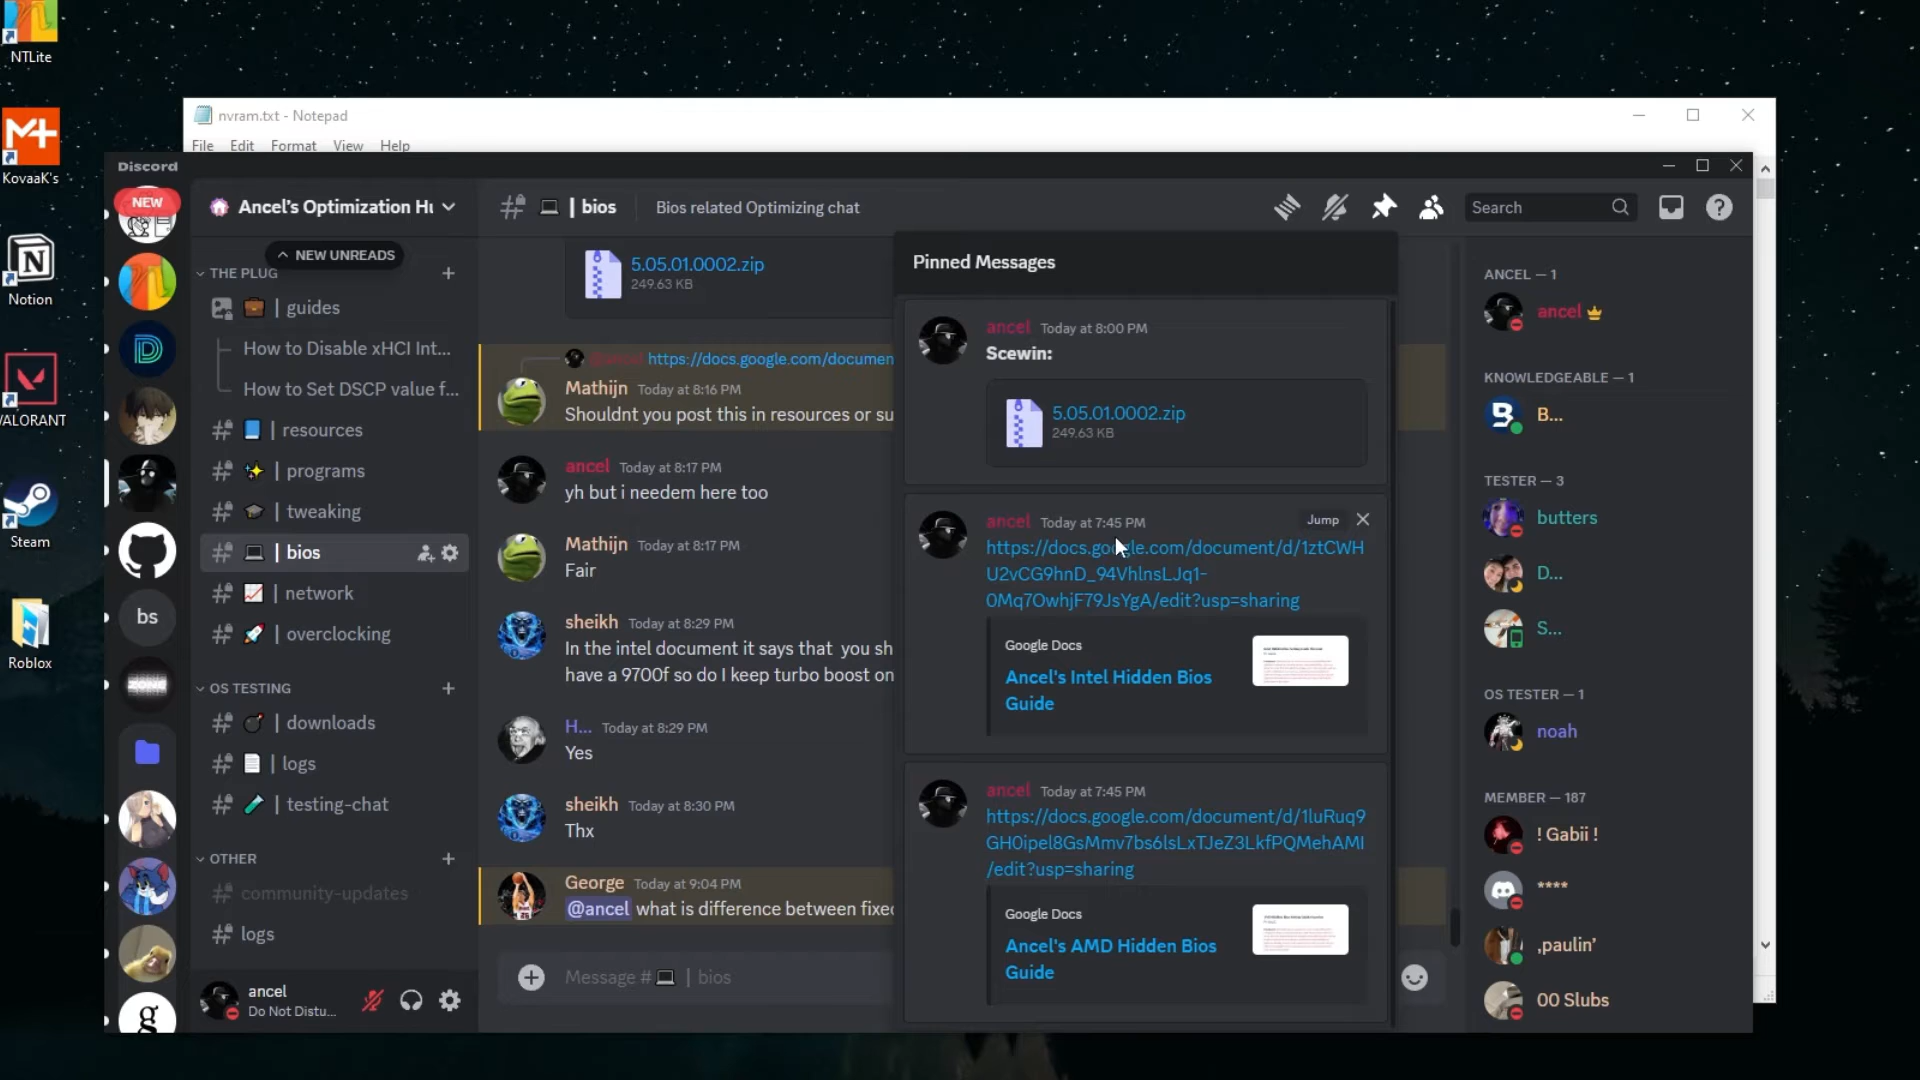 NTLite
KovaaK's
Notion
VALORANT
Steam
Roblox
nvram.txt - Notepad
File Edit Format View Help
Discord
NEW
bs
g
Ancel's Optimization Hu
NEW UNREADS
THE PLUG
| guides
How to Disable xHCI Int...
How to Set DSCP value f...
| resources
| programs
| tweaking
| bios
| network
| overclocking
OS TESTING
| downloads
| logs
| testing-chat
OTHER
community-updates
logs
ancel
Do Not Distu...
| bios
Bios related Optimizing chat
Search
5.05.01.0002.zip
249.63 KB
https://docs.google.com/documen
Mathijn Today at 8:16 PM
Shouldnt you post this in resources or su
ancel Today at 8:17 PM
yh but i needem here too
Mathijn Today at 8:17 PM
Fair
sheikh Today at 8:29 PM
In the intel document it says that you sh
have a 9700f so do I keep turbo boost on
H... Today at 8:29 PM
Yes
sheikh Today at 8:30 PM
Thx
George Today at 9:04 PM
@ancel what is difference between fixed
Message # | bios
Pinned Messages
ancel Today at 8:00 PM
Scewin:
5.05.01.0002.zip
249.63 KB
ancel Today at 7:45 PM
Jump
https://docs.google.com/document/d/1ztCWH
U2vCG9hnD_94VhlnsLJq1-
0Mq7OwhjF79JsYgA/edit?usp=sharing
Google Docs
Ancel's Intel Hidden Bios
Guide
ancel Today at 7:45 PM
https://docs.google.com/document/d/1luRuq9
GH0ipel8GsMmv7bs6lsLxTJeZ3LkfPQMehAMI
/edit?usp=sharing
Google Docs
Ancel's AMD Hidden Bios
Guide
ANCEL — 1
ancel
KNOWLEDGEABLE — 1
B...
TESTER — 3
butters
D...
S...
OS TESTER — 1
noah
MEMBER — 187
! Gabii !
****
,paulin'
00 Slubs